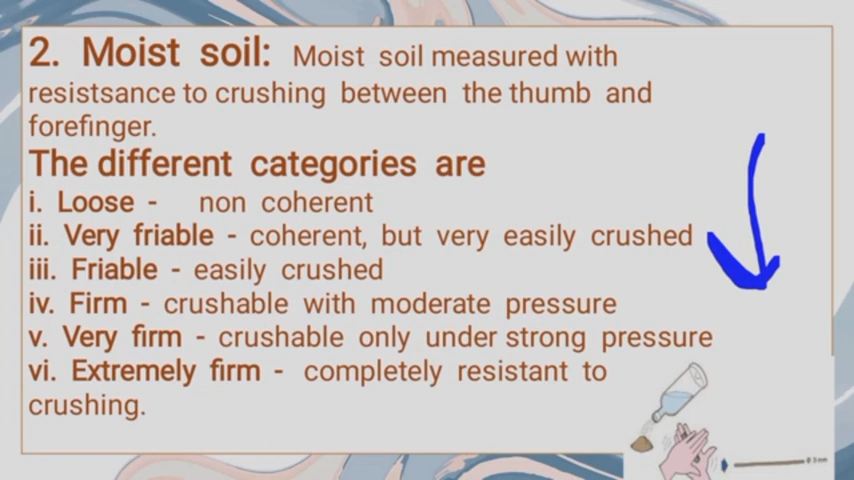 2. Moist soil: Moist soil measured with
resistsance to crushing between the thumb and
forefinger.
The different categories are
i. Loose - non coherent
ii. Very friable - coherent, but very easily crushed
iii. Friable - easily crushed
iv. Firm - crushable with moderate pressure
v. Very firm - crushable only under strong pressure
vi. Extremely firm - completely resistant to
crushing.